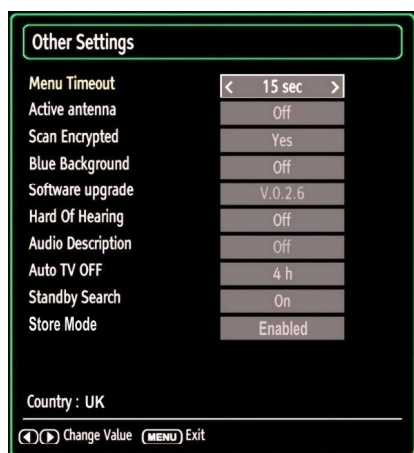 Other Settings
Menu Timeout < 15 sec >
Active antenna Off
Scan Encrypted Yes
Blue Background Off
Software upgrade V.0.2.6
Hard Of Hearing Off
Audio Description Off
Auto TV OFF 4 h
Standby Search On
Store Mode Enabled
Country : UK
Change Value MENU Exit